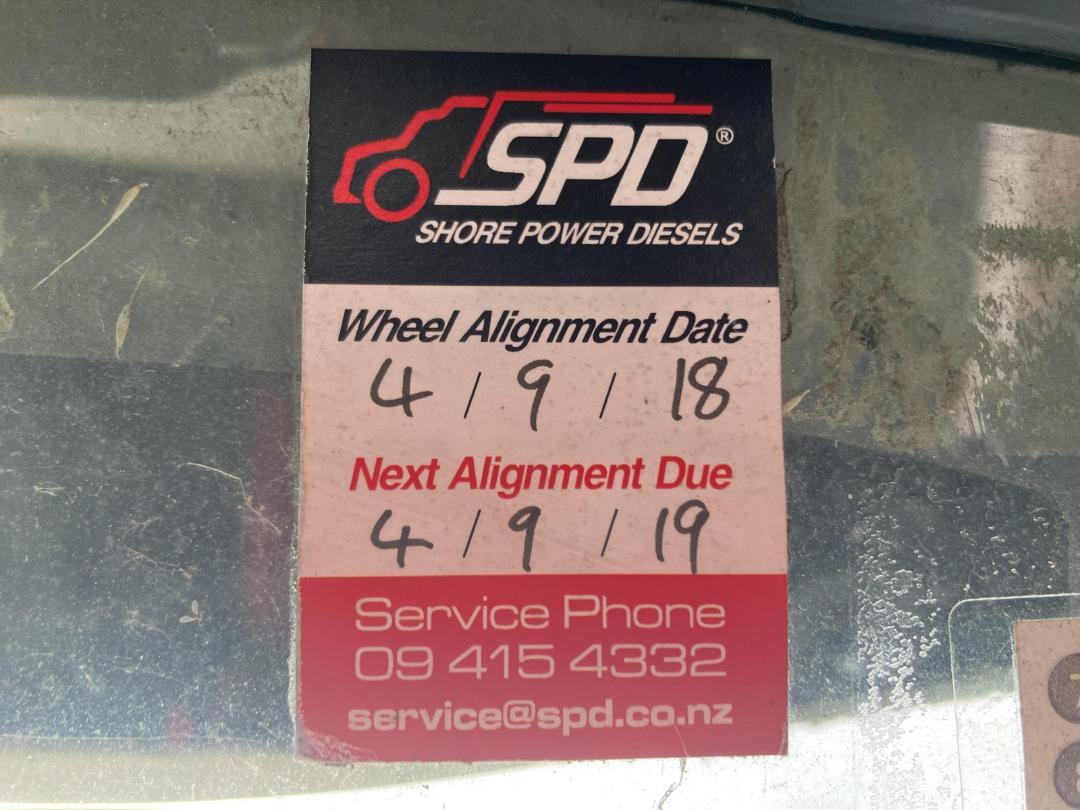 SPD®
SHORE POWER DIESELS
Wheel Alignment Date
4 / 9 / 18
Next Alignment Due
4 / 9 / 19
Service Phone
09 415 4332
service@spd.co.nz